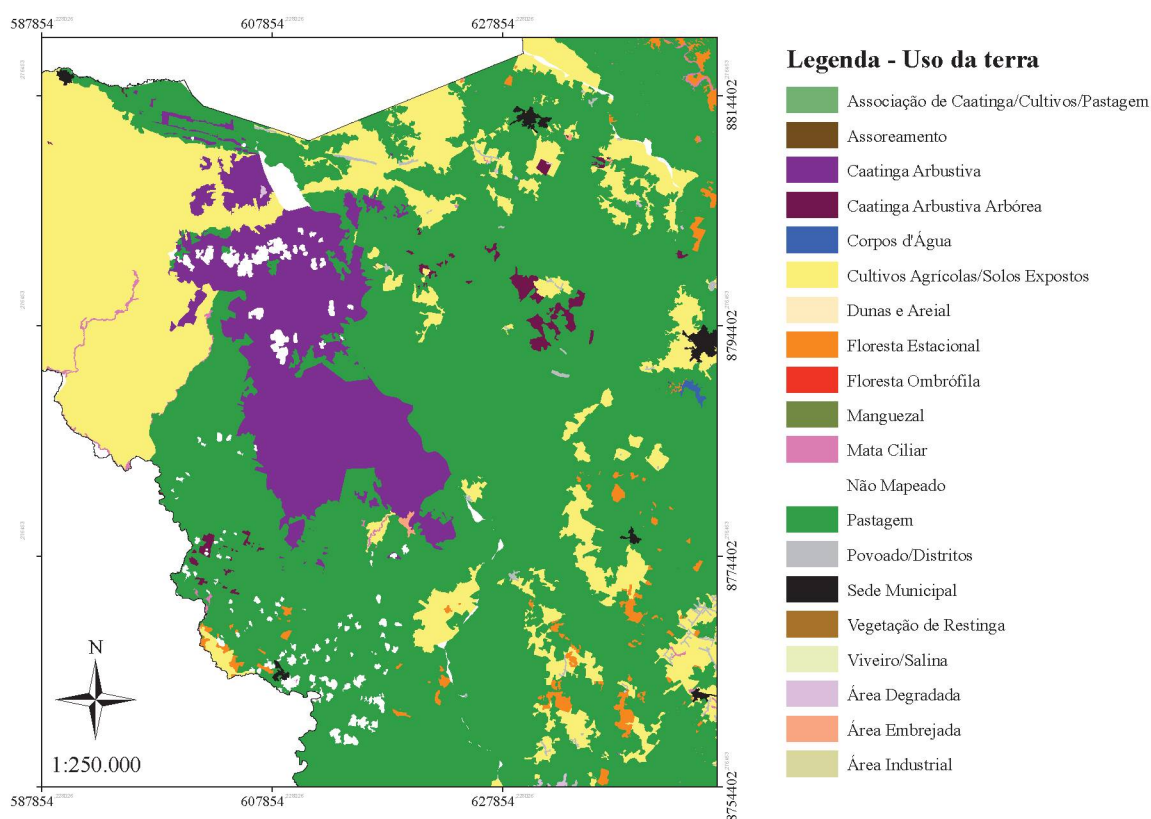 587854
607854
627854
8814402
8794402
8774402
8754402
N
1:250.000
587854
607854
627854
Legenda - Uso da terra
Associação de Caatinga/Cultivos/Pastagem
Assoreamento
Caatinga Arbustiva
Caatinga Arbustiva Arbórea
Corpos d'Água
Cultivos Agrícolas/Solos Expostos
Dunas e Areial
Floresta Estacional
Floresta Ombrófila
Manguezal
Mata Ciliar
Não Mapeado
Pastagem
Povoado/Distritos
Sede Municipal
Vegetação de Restinga
Viveiro/Salina
Área Degradada
Área Embrejada
Área Industrial